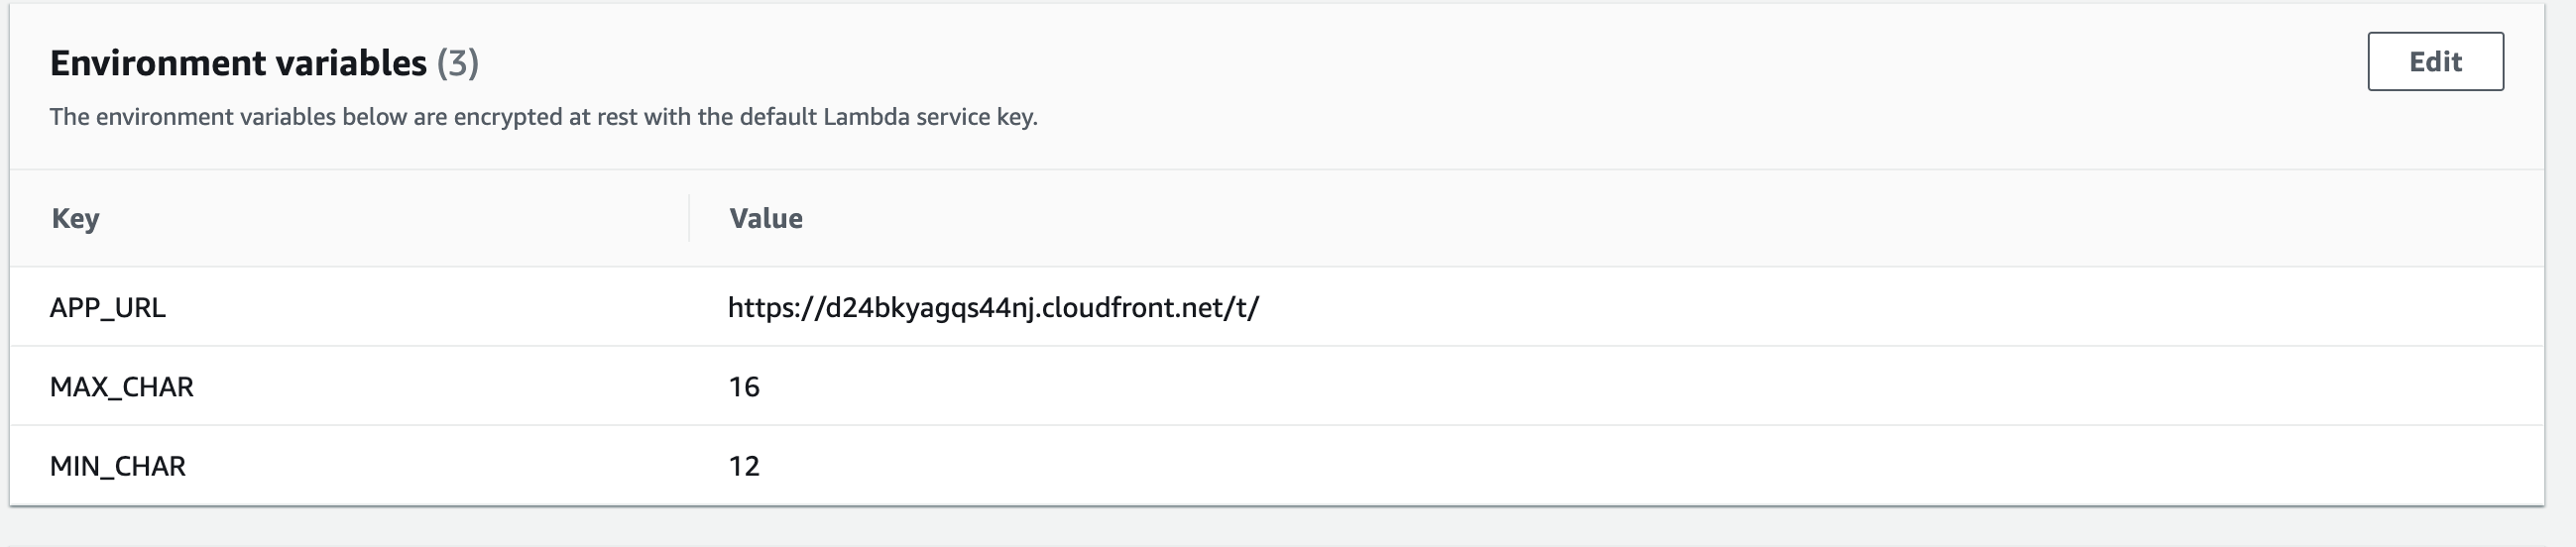 Environment variables (3)
Edit
The environment variables below are encrypted at rest with the default Lambda service key.
Key Value
APP_URL https://d24bkyagqs44nj.cloudfront.net/t/
MAX_CHAR 16
MIN_CHAR 12